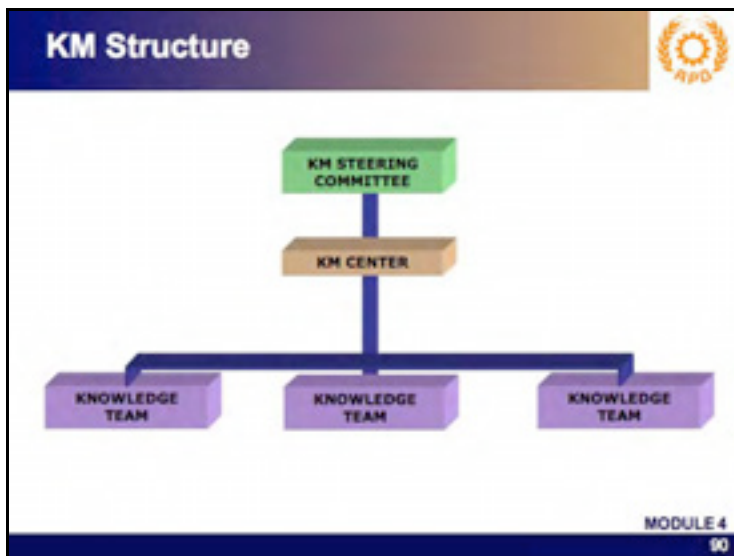 KM Structure
APO
KM STEERING
COMMITTEE
KM CENTER
KNOWLEDGE
TEAM
KNOWLEDGE
TEAM
KNOWLEDGE
TEAM
MODULE 4
90